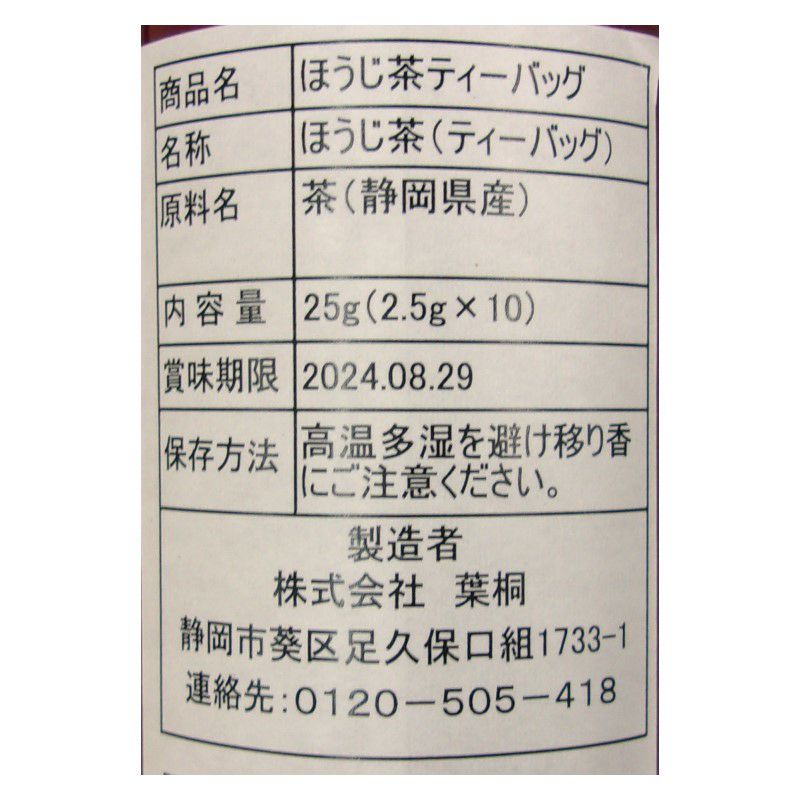 商品名 ほうじ茶ティーバッグ
名称 ほうじ茶(ティーバッグ)
原料名 茶(静岡県産)
内容量 25g(2.5g×10)
賞味期限 2024.08.29
保存方法 高温多湿を避け移り香
にご注意ください。
製造者
株式会社 葉桐
静岡市葵区足久保口組1733-1
連絡先:0120-505-418